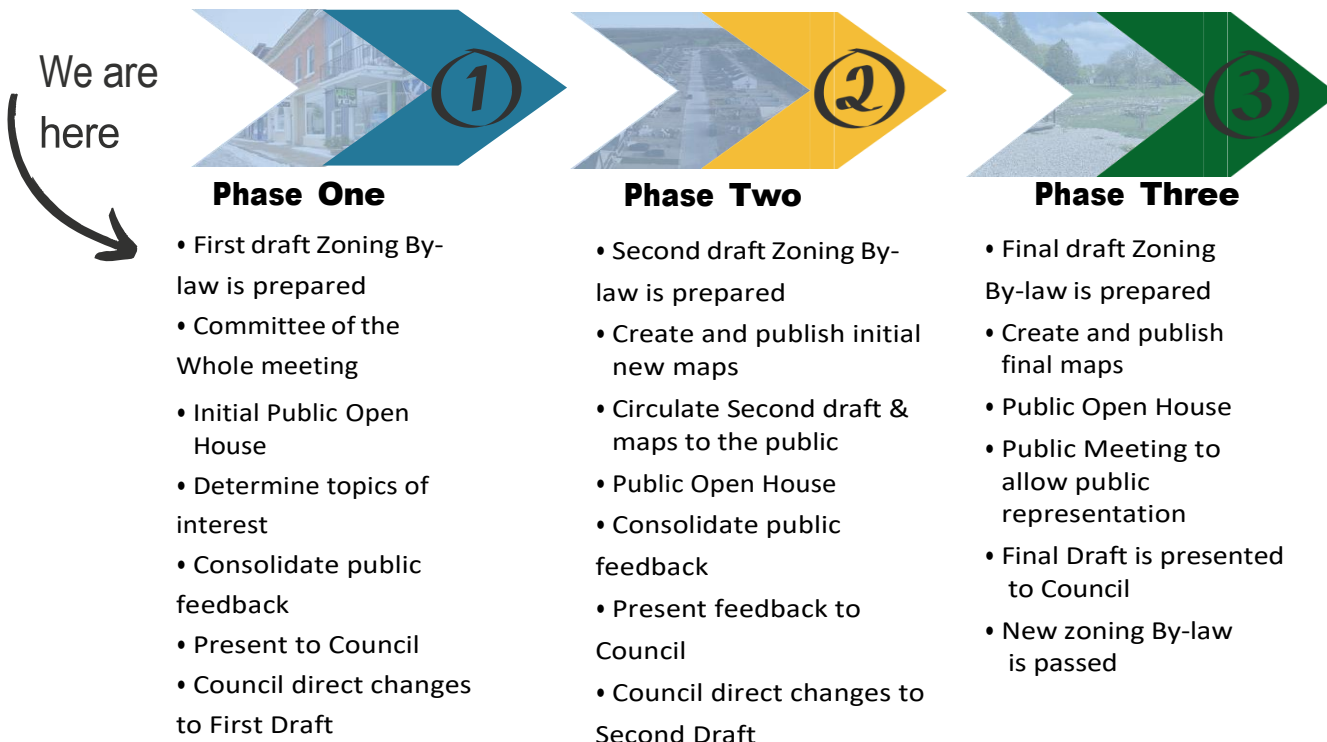 We are
here
1
Phase One
• First draft Zoning By-
law is prepared
• Committee of the
Whole meeting
• Initial Public Open
House
• Determine topics of
interest
• Consolidate public
feedback
• Present to Council
• Council direct changes
to First Draft
2
Phase Two
• Second draft Zoning By-
law is prepared
• Create and publish initial
new maps
• Circulate Second draft &
maps to the public
• Public Open House
• Consolidate public
feedback
• Present feedback to
Council
• Council direct changes to
Second Draft
3
Phase Three
• Final draft Zoning
By-law is prepared
• Create and publish
final maps
• Public Open House
• Public Meeting to
allow public
representation
• Final Draft is presented
to Council
• New zoning By-law
is passed